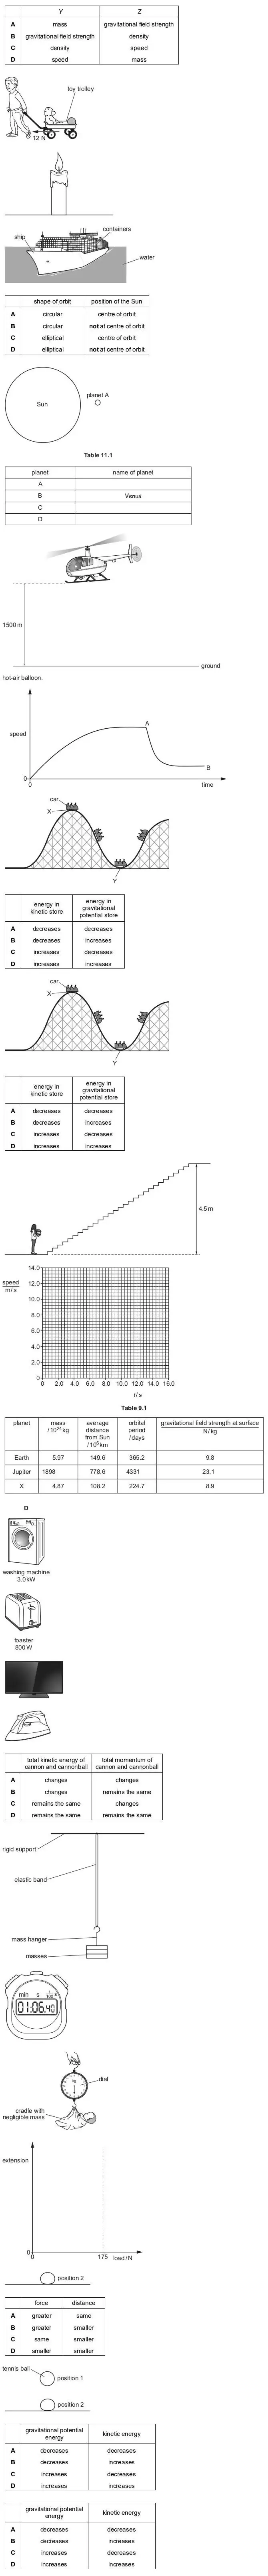 Y Z
A mass gravitational field strength
B gravitational field strength density
C density speed
D speed mass
toy trolley
12 N
ship
containers
water
shape of orbit position of the Sun
A circular centre of orbit
B circular not at centre of orbit
C elliptical centre of orbit
D elliptical not at centre of orbit
Sun
planet A
Table 11.1
planet name of planet
A
B Venus
C
D
1500 m
ground
hot-air balloon.
speed
A
B
0
0
time
car
X
Y
energy in kinetic store energy in gravitational potential store
A decreases decreases
B decreases increases
C increases decreases
D increases increases
car
X
Y
energy in kinetic store energy in gravitational potential store
A decreases decreases
B decreases increases
C increases decreases
D increases increases
4.5 m
speed
m/s
14.0
12.0
10.0
8.0
6.0
4.0
2.0
0
0 2.0 4.0 6.0 8.0 10.0 12.0 14.0 16.0
t/s
Table 9.1
planet mass /10²⁴ kg average distance from Sun /10⁶ km orbital period /days gravitational field strength at surface N/kg
Earth 5.97 149.6 365.2 9.8
Jupiter 1898 778.6 4331 23.1
X 4.87 108.2 224.7 8.9
D
washing machine
3.0 kW
toaster
800 W
total kinetic energy of cannon and cannonball total momentum of cannon and cannonball
A changes changes
B changes remains the same
C remains the same changes
D remains the same remains the same
rigid support
elastic band
mass hanger
masses
min s 1/100 s
01:06.40
dial
cradle with
negligible mass
extension
0
0
175
load/N
position 2
force distance
A greater same
B greater smaller
C same smaller
D smaller smaller
tennis ball
position 1
position 2
gravitational potential energy kinetic energy
A decreases decreases
B decreases increases
C increases decreases
D increases increases
gravitational potential energy kinetic energy
A decreases decreases
B decreases increases
C increases decreases
D increases increases